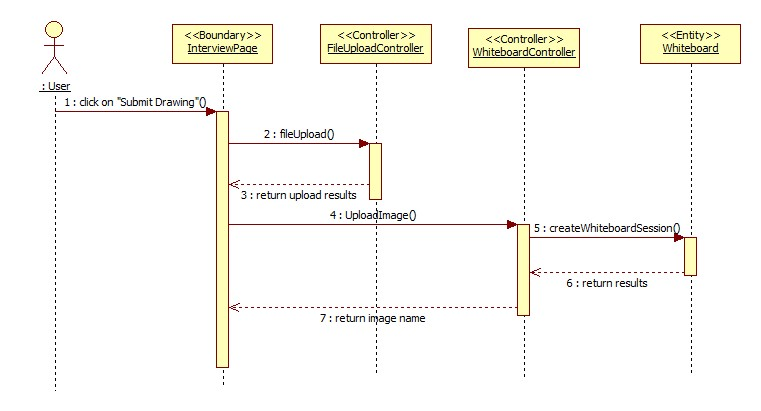 <<Boundary>>
InterviewPage
<<Controller>>
FileUploadController
<<Controller>>
WhiteboardController
<<Entity>>
Whiteboard
: User
1 : click on "Submit Drawing"()
2 : fileUpload()
3 : return upload results
4 : UploadImage()
5 : createWhiteboardSession()
6 : return results
7 : return image name